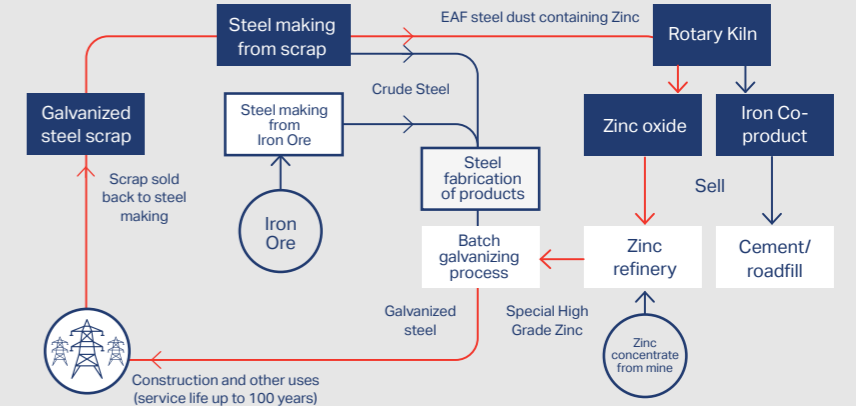 Steel making
from scrap
EAF steel dust containing Zinc
Rotary Kiln
Crude Steel
Galvanized
steel scrap
Steel making
from
Iron Ore
Zinc oxide
Iron Co-
product
Scrap sold
back to steel
making
Steel
fabrication
of products
Sell
Iron
Ore
Batch
galvanizing
process
Zinc
refinery
Cement/
roadfill
Galvanized
steel
Special High
Grade Zinc
Zinc
concentrate
from mine
Construction and other uses
(service life up to 100 years)